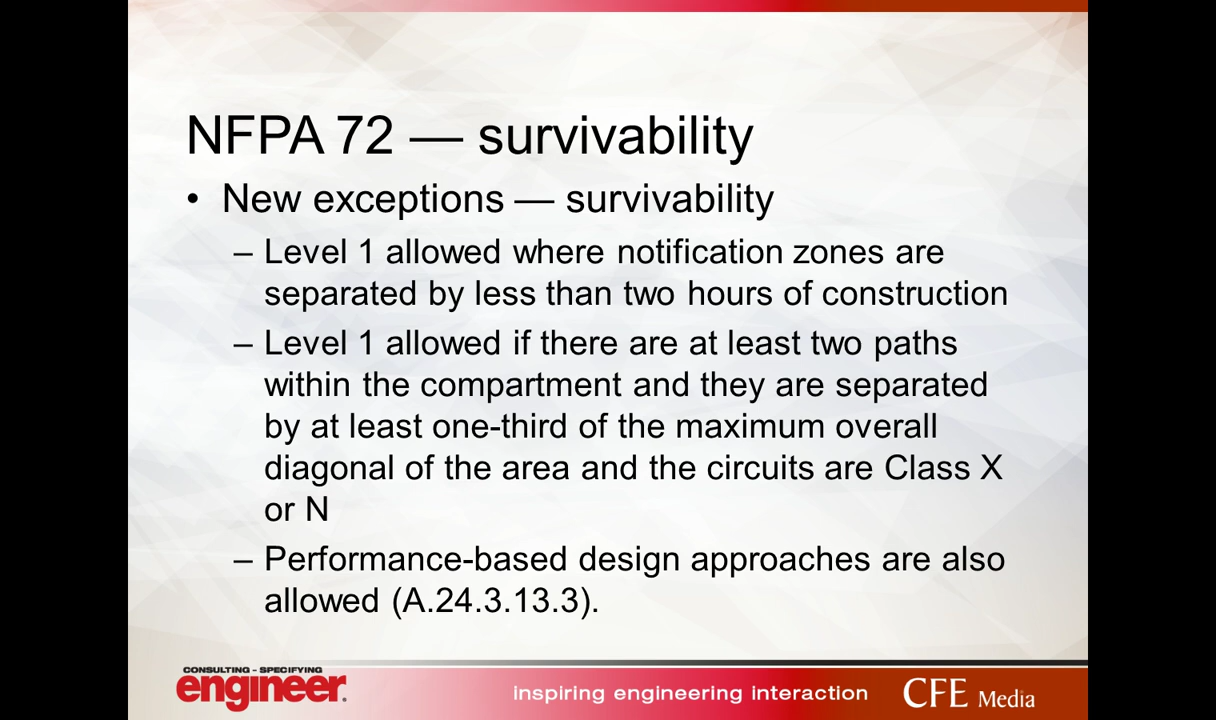 NFPA 72 — survivability
• New exceptions — survivability
– Level 1 allowed where notification zones are
separated by less than two hours of construction
– Level 1 allowed if there are at least two paths
within the compartment and they are separated
by at least one-third of the maximum overall
diagonal of the area and the circuits are Class X
or N
– Performance-based design approaches are also
allowed (A.24.3.13.3).
CONSULTING - SPECIFYING
engineer.
inspiring engineering interaction
CFE Media